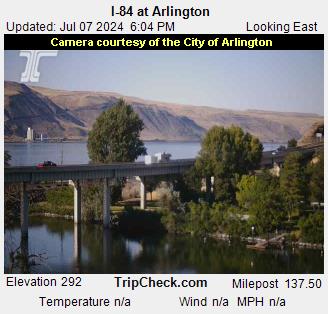 I-84 at Arlington
Updated: Jul 07 2024 6:04 PM Looking East
Camera courtesy of the City of Arlington
Elevation 292 TripCheck.com Milepost 137.50
Temperature n/a Wind n/a MPH n/a